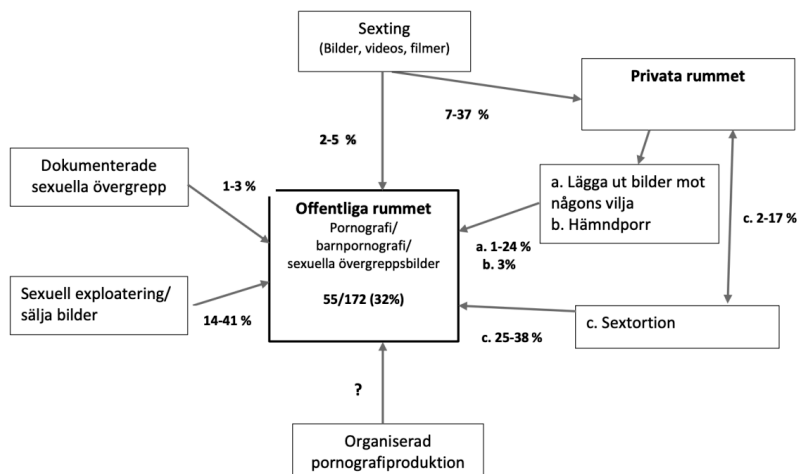 Sexting
(Bilder, videos, filmer)
Privata rummet
7-37 %
2-5 %
Dokumenterade
sexuella övergrepp
1-3 %
Offentliga rummet
Pornografi/
barnpornografi/
sexuella övergreppsbilder
55/172 (32%)
a. Lägga ut bilder mot
någons vilja
b. Hämndporr
c. 2-17 %
a. 1-24 %
b. 3%
Sexuell exploatering/
sälja bilder
14-41 %
c. Sextortion
c. 25-38 %
?
Organiserad
pornografiproduktion